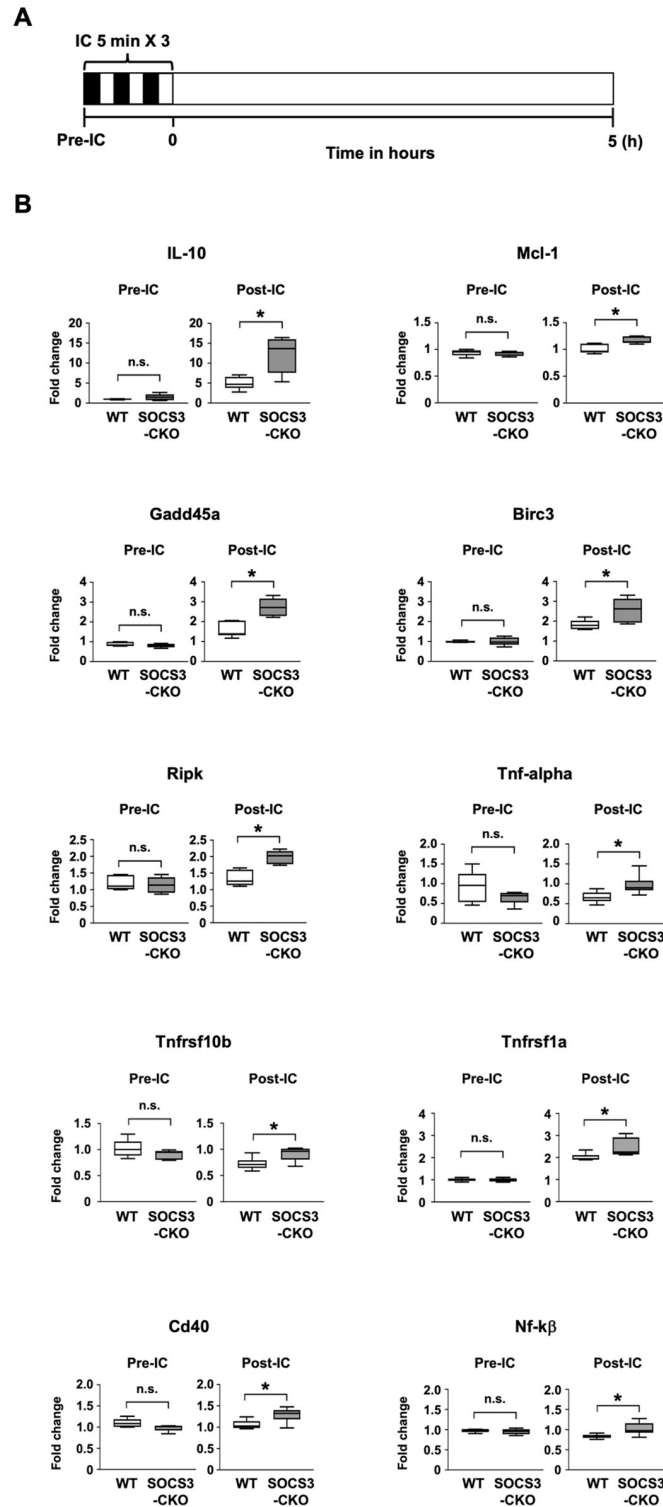 A
IC 5 min X 3
Pre-IC 0 5 (h)
Time in hours
B
IL-10
Pre-IC Post-IC
Fold change
20
15
10
5
0
n.s.
WT SOCS3
-CKO
20
15
10
5
0
*
WT SOCS3
-CKO
Mcl-1
Pre-IC Post-IC
Fold change
1.5
1.0
0.5
0
n.s.
WT SOCS3
-CKO
1.5
1.0
0.5
0
*
WT SOCS3
-CKO
Gadd45a
Pre-IC Post-IC
Fold change
4
3
2
1
0
n.s.
WT SOCS3
-CKO
4
3
2
1
0
*
WT SOCS3
-CKO
Birc3
Pre-IC Post-IC
Fold change
4
3
2
1
0
n.s.
WT SOCS3
-CKO
4
3
2
1
0
*
WT SOCS3
-CKO
Ripk
Pre-IC Post-IC
Fold change
2.5
2.0
1.5
1.0
0.5
0
n.s.
WT SOCS3
-CKO
2.5
2.0
1.5
1.0
0.5
0
*
WT SOCS3
-CKO
Tnf-alpha
Pre-IC Post-IC
Fold change
2.0
1.5
1.0
0.5
0
n.s.
WT SOCS3
-CKO
2.0
1.5
1.0
0.5
0
*
WT SOCS3
-CKO
Tnfrsf10b
Pre-IC Post-IC
Fold change
1.5
1.0
0.5
0
n.s.
WT SOCS3
-CKO
1.5
1.0
0.5
0
*
WT SOCS3
-CKO
Tnfrsf1a
Pre-IC Post-IC
Fold change
4
3
2
1
0
n.s.
WT SOCS3
-CKO
4
3
2
1
0
*
WT SOCS3
-CKO
Cd40
Pre-IC Post-IC
Fold change
2.0
1.5
1.0
0.5
0
n.s.
WT SOCS3
-CKO
2.0
1.5
1.0
0.5
0
*
WT SOCS3
-CKO
Nf-kβ
Pre-IC Post-IC
Fold change
2.0
1.5
1.0
0.5
0
n.s.
WT SOCS3
-CKO
2.0
1.5
1.0
0.5
0
*
WT SOCS3
-CKO